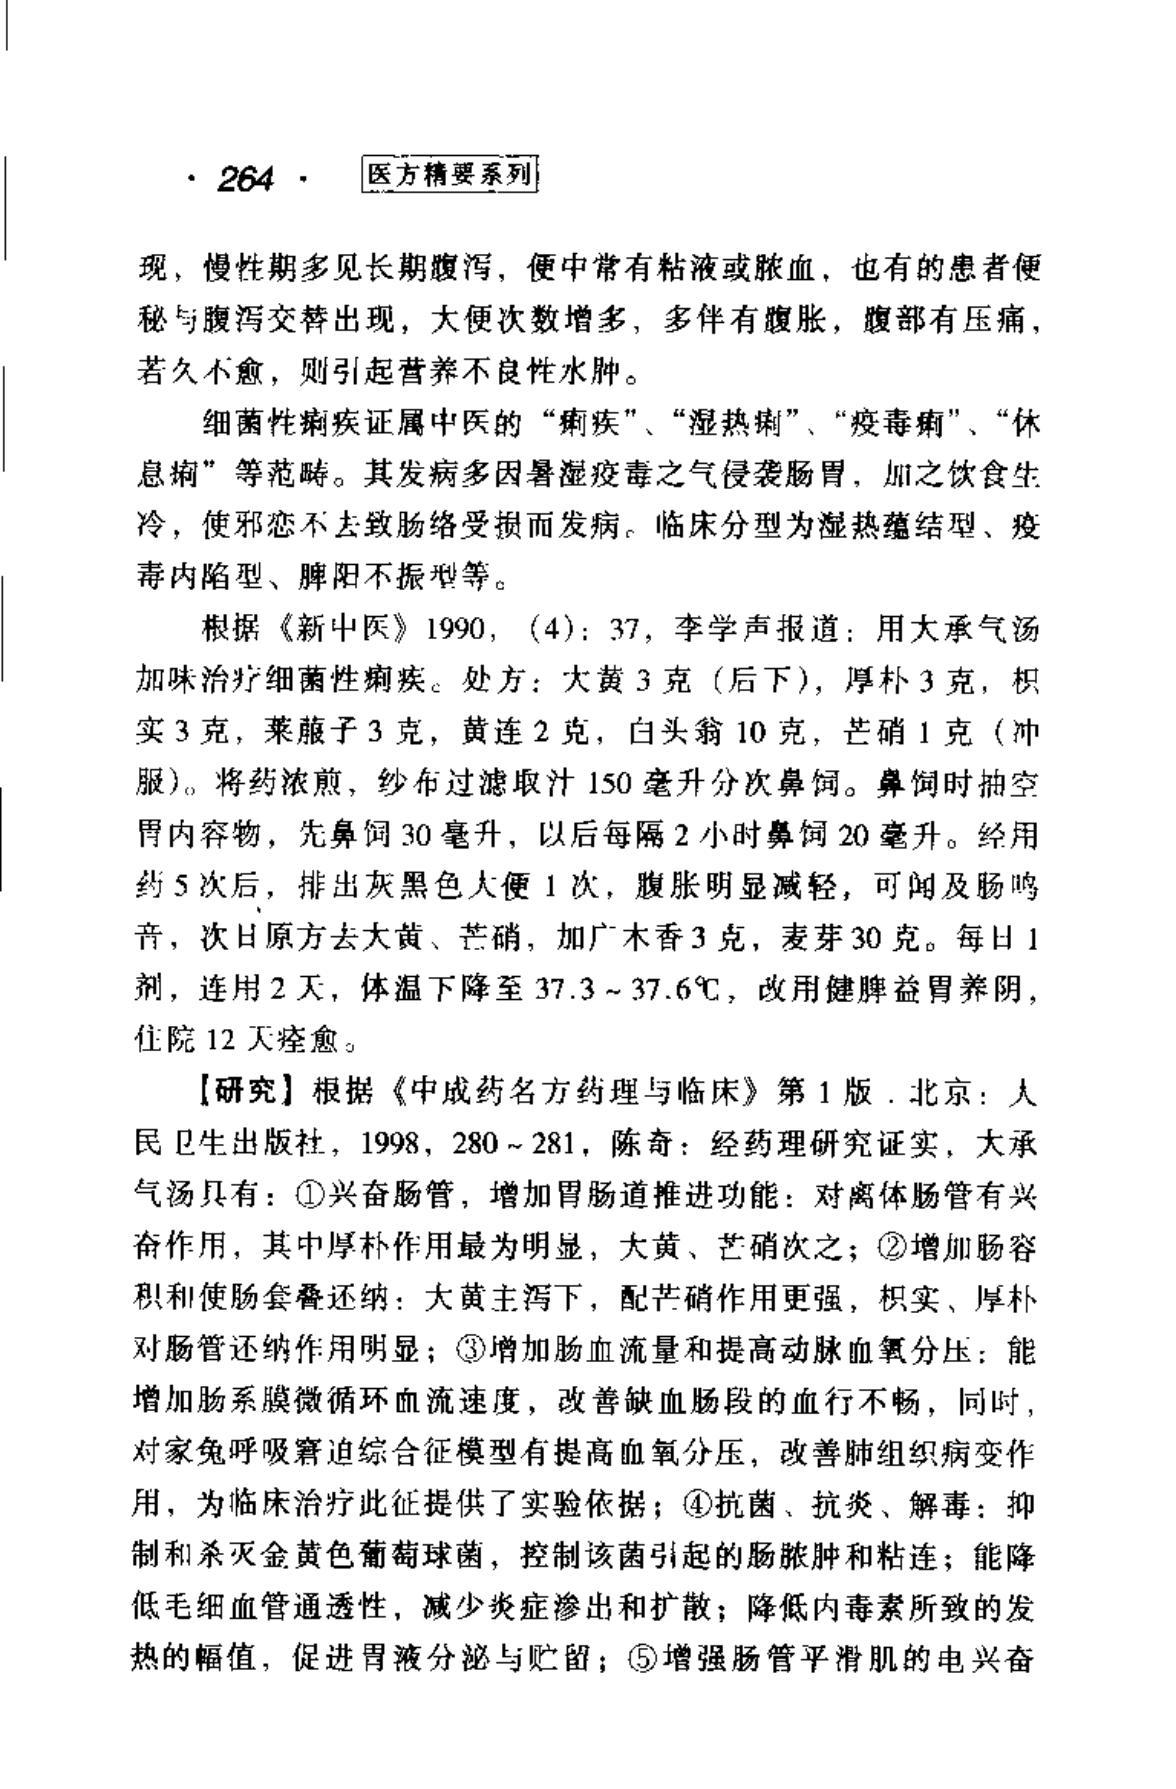 · 264 · 医方精要系列
现，慢性期多见长期腹泻，便中常有粘液或脓血，也有的患者便
秘与腹泻交替出现，大便次数增多，多伴有腹胀，腹部有压痛，
若久不愈，则引起营养不良性水肿。
细菌性痢疾证属中医的“痢疾”、“湿热痢”、“疫毒痢”、“休
息痢”等范畴。其发病多因暑湿疫毒之气侵袭肠胃，加之饮食生
冷，使邪恋不去致肠络受损而发病。临床分型为湿热蕴结型、疫
毒内陷型、脾阳不振型等。
根据《新中医》1990，（4）：37，李学声报道：用大承气汤
加味治疗细菌性痢疾。处方：大黄 3 克（后下），厚朴 3 克，枳
实 3 克，莱菔子 3 克，黄连 2 克，白头翁 10 克，芒硝 1 克（冲
服）。将药浓煎，纱布过滤取汁 150 毫升分次鼻饲。鼻饲时抽空
胃内容物，先鼻饲 30 毫升，以后每隔 2 小时鼻饲 20 毫升。经用
药 5 次后，排出灰黑色大便 1 次，腹胀明显减轻，可闻及肠鸣
音，次日原方去大黄、芒硝，加广木香 3 克，麦芽 30 克。每日 1
剂，连用 2 天，体温下降至 37.3～37.6℃，改用健脾益胃养阴，
住院 12 天痊愈。
【研究】根据《中成药名方药理与临床》第 1 版．北京：人
民卫生出版社，1998，280～281，陈奇：经药理研究证实，大承
气汤具有：①兴奋肠管，增加胃肠道推进功能：对离体肠管有兴
奋作用，其中厚朴作用最为明显，大黄、芒硝次之；②增加肠容
积和使肠套叠还纳：大黄主泻下，配芒硝作用更强，枳实、厚朴
对肠管还纳作用明显；③增加肠血流量和提高动脉血氧分压：能
增加肠系膜微循环血流速度，改善缺血肠段的血行不畅，同时，
对家兔呼吸窘迫综合征模型有提高血氧分压，改善肺组织病变作
用，为临床治疗此征提供了实验依据；④抗菌、抗炎、解毒：抑
制和杀灭金黄色葡萄球菌，控制该菌引起的肠脓肿和粘连；能降
低毛细血管通透性，减少炎症渗出和扩散；降低内毒素所致的发
热的幅值，促进胃液分泌与贮留；⑤增强肠管平滑肌的电兴奋